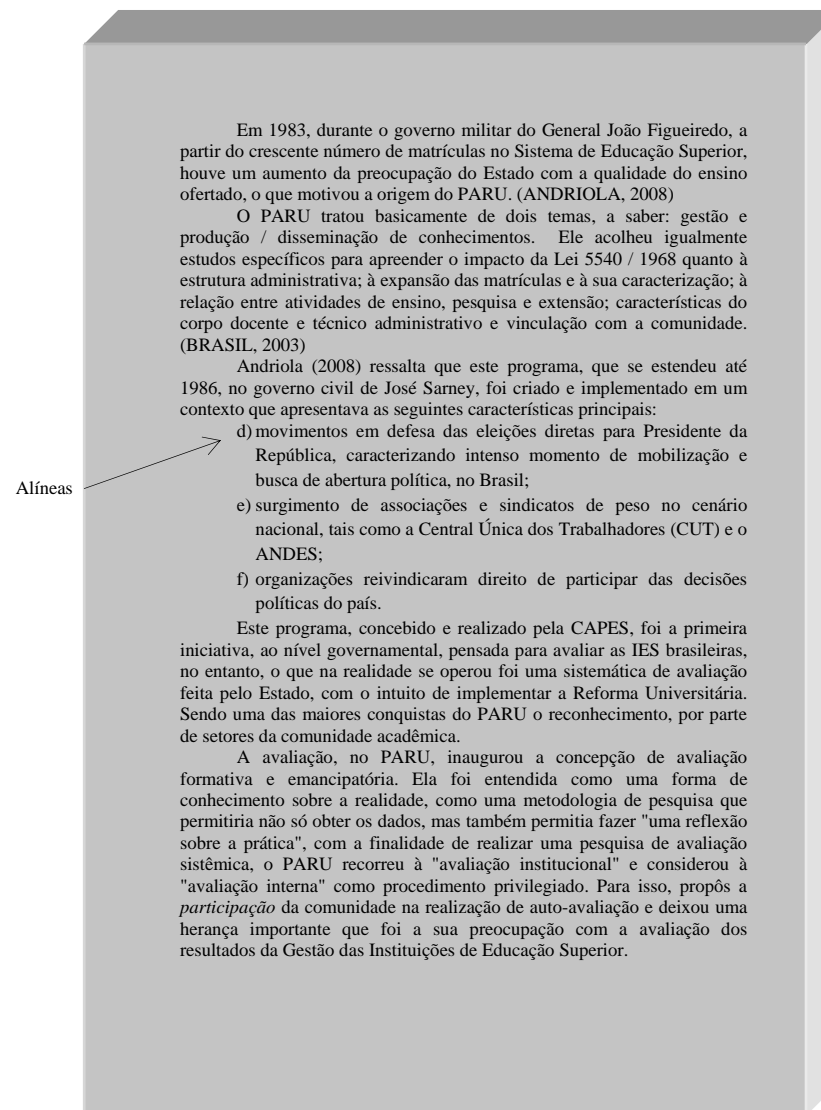 Em 1983, durante o governo militar do General João Figueiredo, a
partir do crescente número de matrículas no Sistema de Educação Superior,
houve um aumento da preocupação do Estado com a qualidade do ensino
ofertado, o que motivou a origem do PARU. (ANDRIOLA, 2008)
O PARU tratou basicamente de dois temas, a saber: gestão e
produção / disseminação de conhecimentos. Ele acolheu igualmente
estudos específicos para apreender o impacto da Lei 5540 / 1968 quanto à
estrutura administrativa; à expansão das matrículas e à sua caracterização; à
relação entre atividades de ensino, pesquisa e extensão; características do
corpo docente e técnico administrativo e vinculação com a comunidade.
(BRASIL, 2003)
Andriola (2008) ressalta que este programa, que se estendeu até
1986, no governo civil de José Sarney, foi criado e implementado em um
contexto que apresentava as seguintes características principais:
d) movimentos em defesa das eleições diretas para Presidente da
República, caracterizando intenso momento de mobilização e
busca de abertura política, no Brasil;
Alíneas
e) surgimento de associações e sindicatos de peso no cenário
nacional, tais como a Central Única dos Trabalhadores (CUT) e o
ANDES;
f) organizações reivindicaram direito de participar das decisões
políticas do país.
Este programa, concebido e realizado pela CAPES, foi a primeira
iniciativa, ao nível governamental, pensada para avaliar as IES brasileiras,
no entanto, o que na realidade se operou foi uma sistemática de avaliação
feita pelo Estado, com o intuito de implementar a Reforma Universitária.
Sendo uma das maiores conquistas do PARU o reconhecimento, por parte
de setores da comunidade acadêmica.
A avaliação, no PARU, inaugurou a concepção de avaliação
formativa e emancipatória. Ela foi entendida como uma forma de
conhecimento sobre a realidade, como uma metodologia de pesquisa que
permitiria não só obter os dados, mas também permitia fazer "uma reflexão
sobre a prática", com a finalidade de realizar uma pesquisa de avaliação
sistêmica, o PARU recorreu à "avaliação institucional" e considerou à
"avaliação interna" como procedimento privilegiado. Para isso, propôs a
participação da comunidade na realização de auto-avaliação e deixou uma
herança importante que foi a sua preocupação com a avaliação dos
resultados da Gestão das Instituições de Educação Superior.